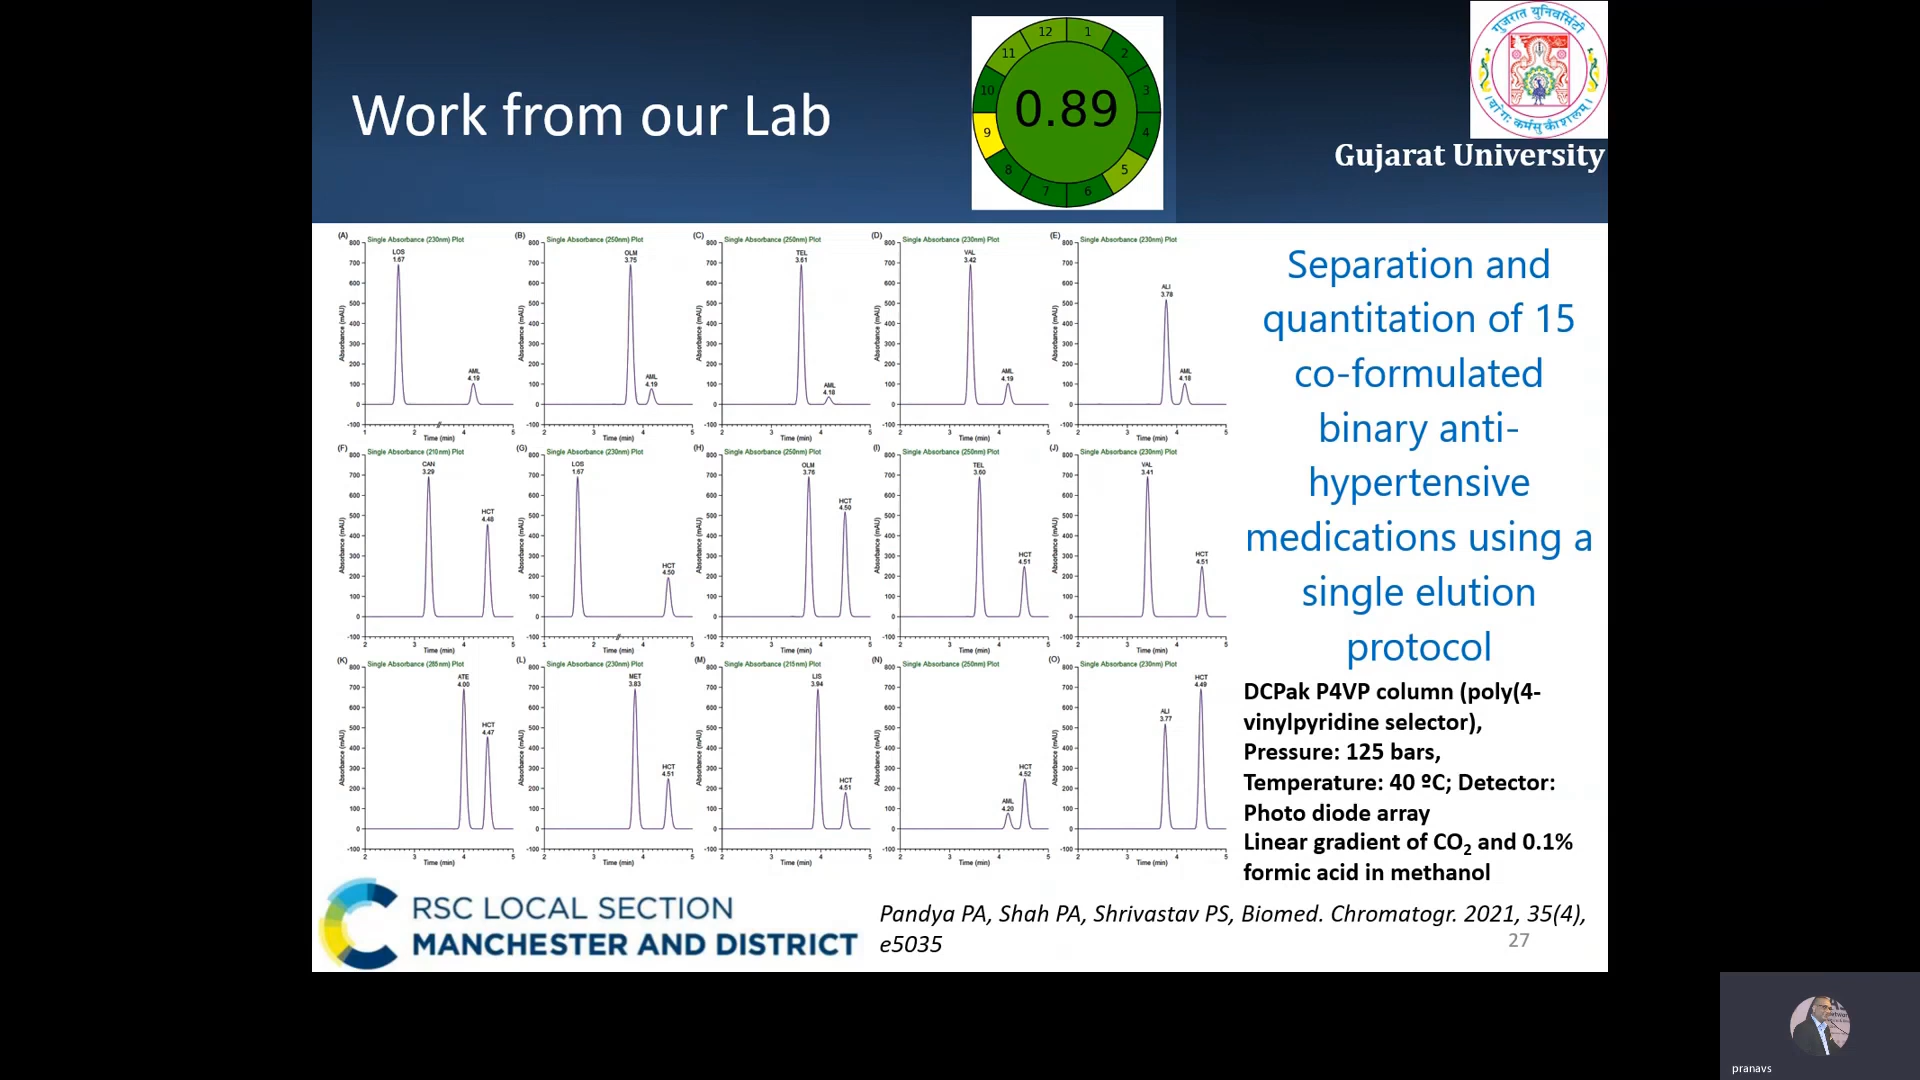 Work from our Lab
12
1
11
2
10
3
0.89
9
4
8
5
7
6
गुजरात युनिवर्सिटी
योगः कर्मसु कौशलम्
Gujarat University
(A) Single Absorbance (230nm) Plot
LOS
1.67
AML
4.19
(B) Single Absorbance (250nm) Plot
OLM
3.75
AML
4.19
(C) Single Absorbance (250nm) Plot
TEL
3.61
AML
4.18
(D) Single Absorbance (230nm) Plot
VAL
3.42
AML
4.19
(E) Single Absorbance (230nm) Plot
ALI
3.78
AML
4.18
(F) Single Absorbance (210nm) Plot
CAN
3.29
HCT
4.48
(G) Single Absorbance (230nm) Plot
LOS
1.67
HCT
4.50
(H) Single Absorbance (250nm) Plot
OLM
3.76
HCT
4.50
(I) Single Absorbance (250nm) Plot
TEL
3.60
HCT
4.51
(J) Single Absorbance (230nm) Plot
VAL
3.41
HCT
4.51
(K) Single Absorbance (285nm) Plot
ATE
4.00
HCT
4.47
(L) Single Absorbance (230nm) Plot
MET
3.83
HCT
4.51
(M) Single Absorbance (215nm) Plot
LIS
3.94
HCT
4.51
(N) Single Absorbance (250nm) Plot
AML
4.20
HCT
4.52
(O) Single Absorbance (230nm) Plot
ALI
3.77
HCT
4.49
Absorbance (mAU)
Time (min)
Separation and
quantitation of 15
co-formulated
binary anti-
hypertensive
medications using a
single elution
protocol
DCPak P4VP column (poly(4-
vinylpyridine selector),
Pressure: 125 bars,
Temperature: 40 ºC; Detector:
Photo diode array
Linear gradient of CO₂ and 0.1%
formic acid in methanol
RSC LOCAL SECTION
MANCHESTER AND DISTRICT
Pandya PA, Shah PA, Shrivastav PS, Biomed. Chromatogr. 2021, 35(4),
e5035
27
pranavs